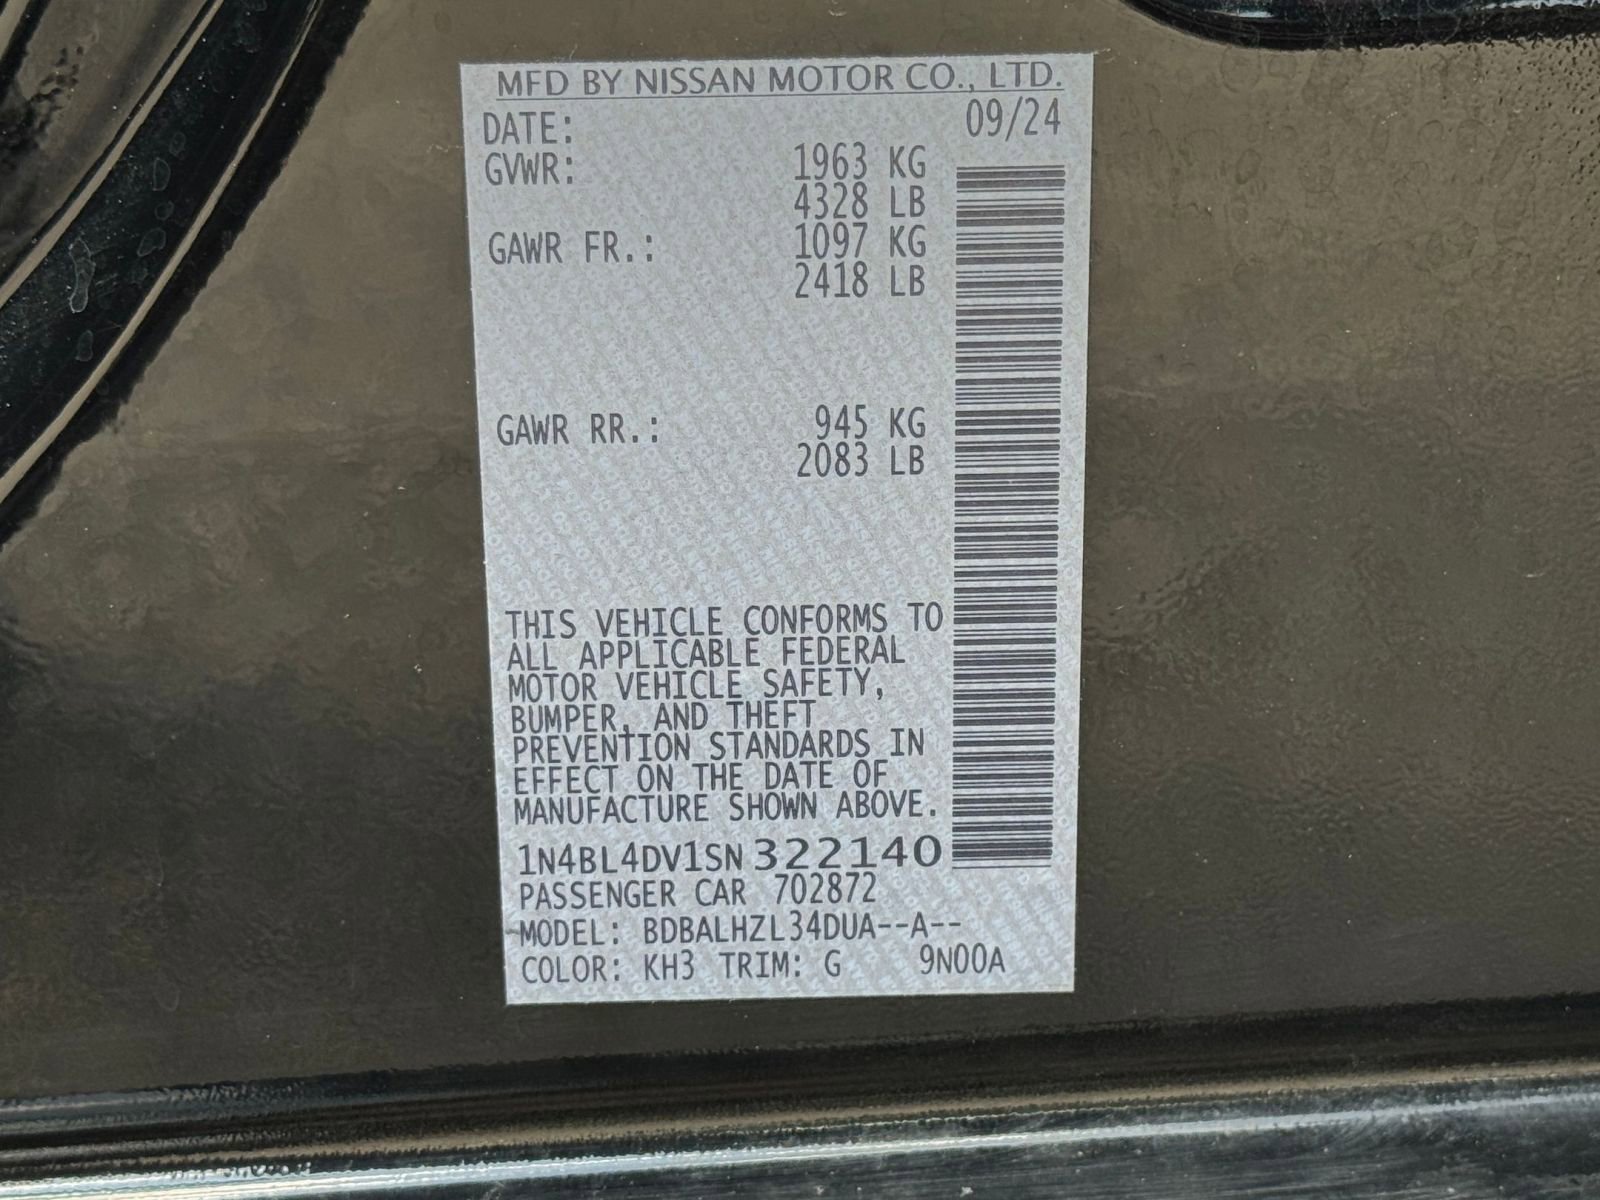 MFD BY NISSAN MOTOR CO., LTD.
DATE: 09/24
GVWR: 1963 KG
4328 LB
GAWR FR.: 1097 KG
2418 LB
GAWR RR.: 945 KG
2083 LB
THIS VEHICLE CONFORMS TO
ALL APPLICABLE FEDERAL
MOTOR VEHICLE SAFETY,
BUMPER, AND THEFT
PREVENTION STANDARDS IN
EFFECT ON THE DATE OF
MANUFACTURE SHOWN ABOVE.
1N4BL4DV1SN322140
PASSENGER CAR 702872
MODEL: BDBALHZL34DUA--A--
COLOR: KH3 TRIM: G 9N00A